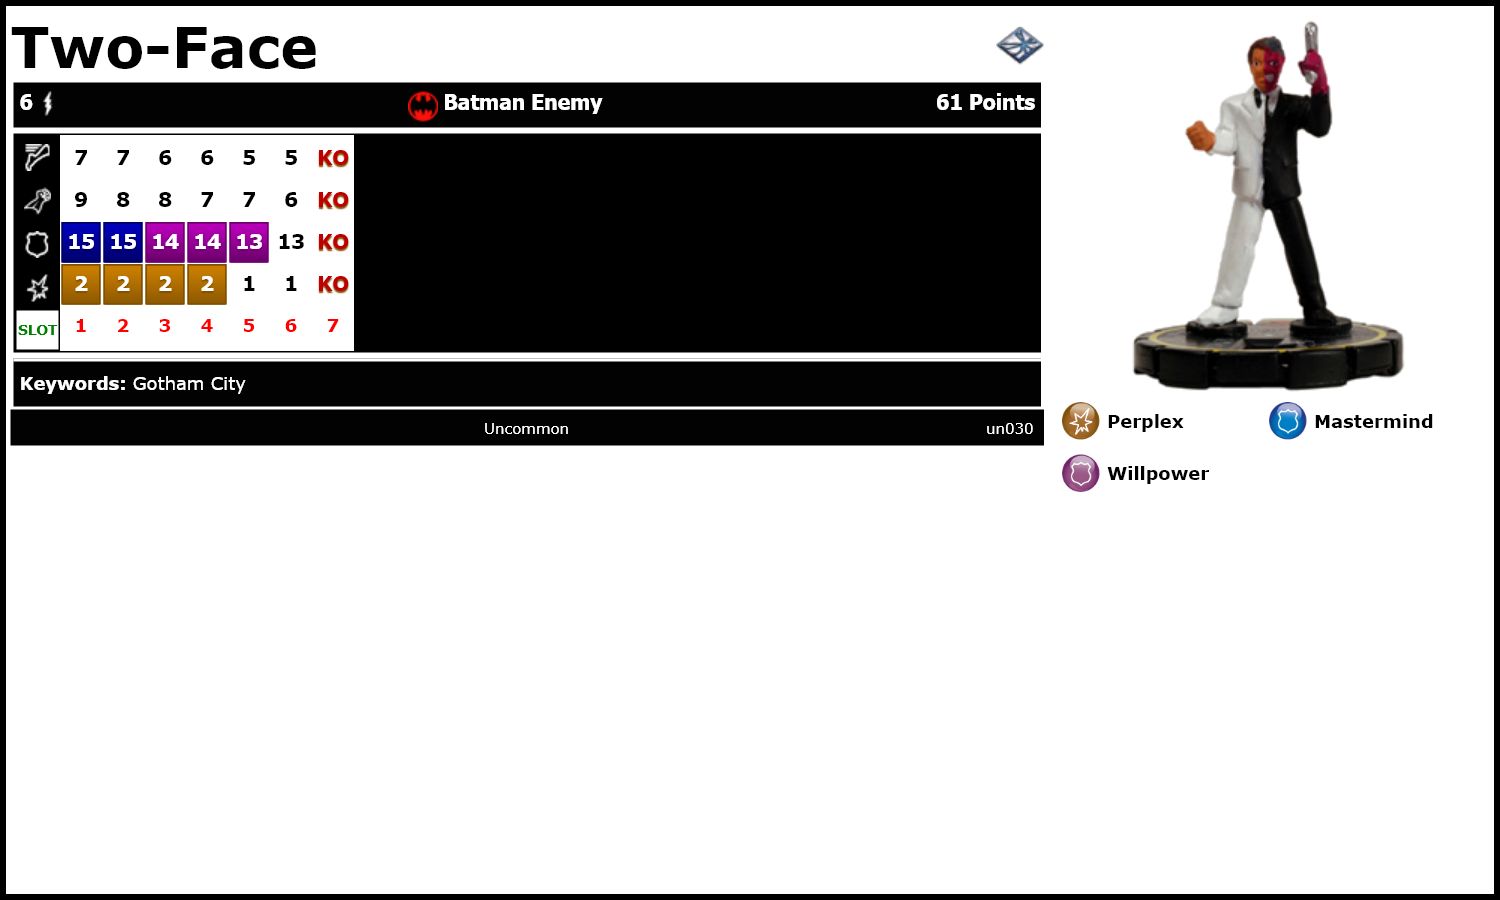 Two-Face
6 Batman Enemy 61 Points
7 7 6 6 5 5 KO
9 8 8 7 7 6 KO
15 15 14 14 13 13 KO
2 2 2 2 1 1 KO
SLOT 1 2 3 4 5 6 7
Keywords: Gotham City
Uncommon un030
Perplex Mastermind
Willpower